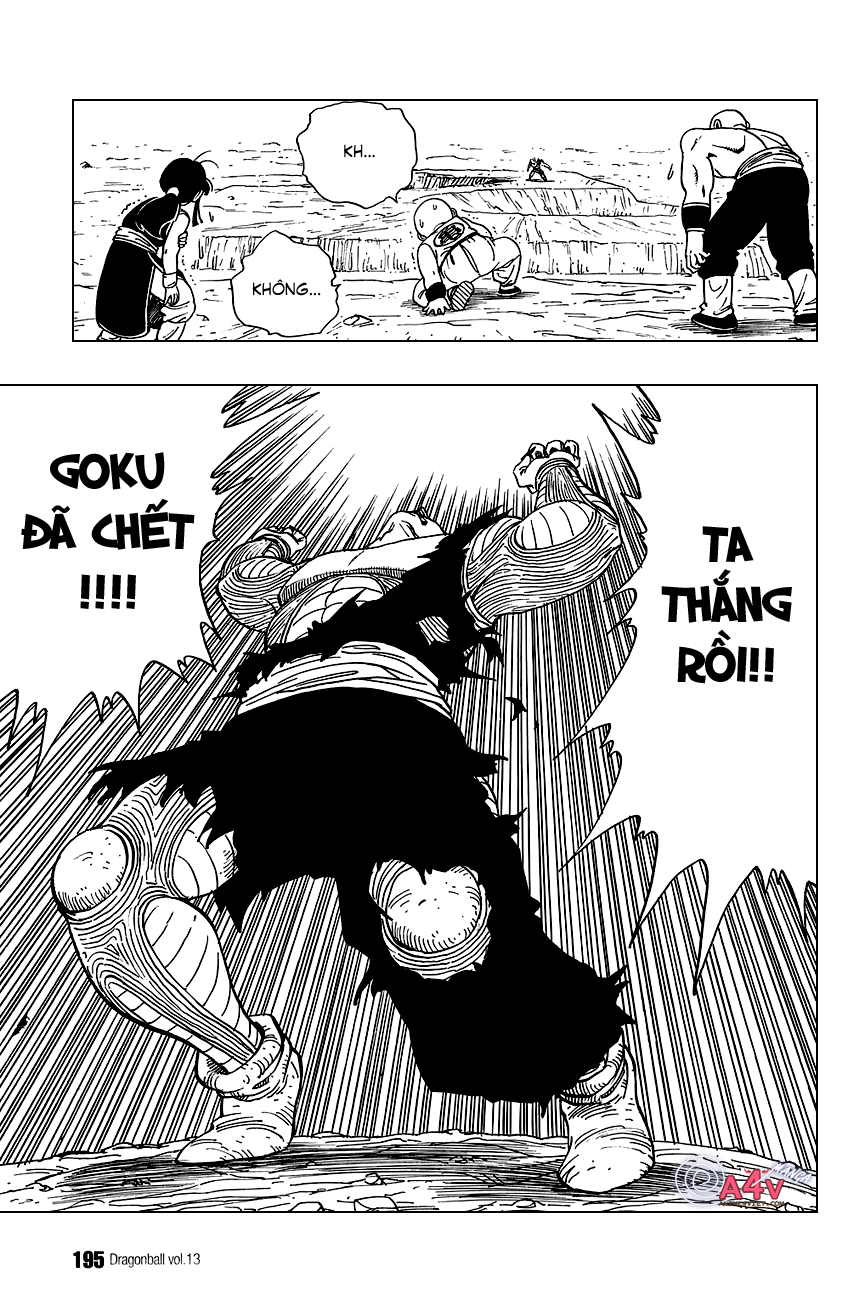 KH...
KHÔNG...
TA
THẮNG
RỒI!!
GOKU
ĐÃ CHẾT
!!!!
A4V
195 Dragonball vol.13